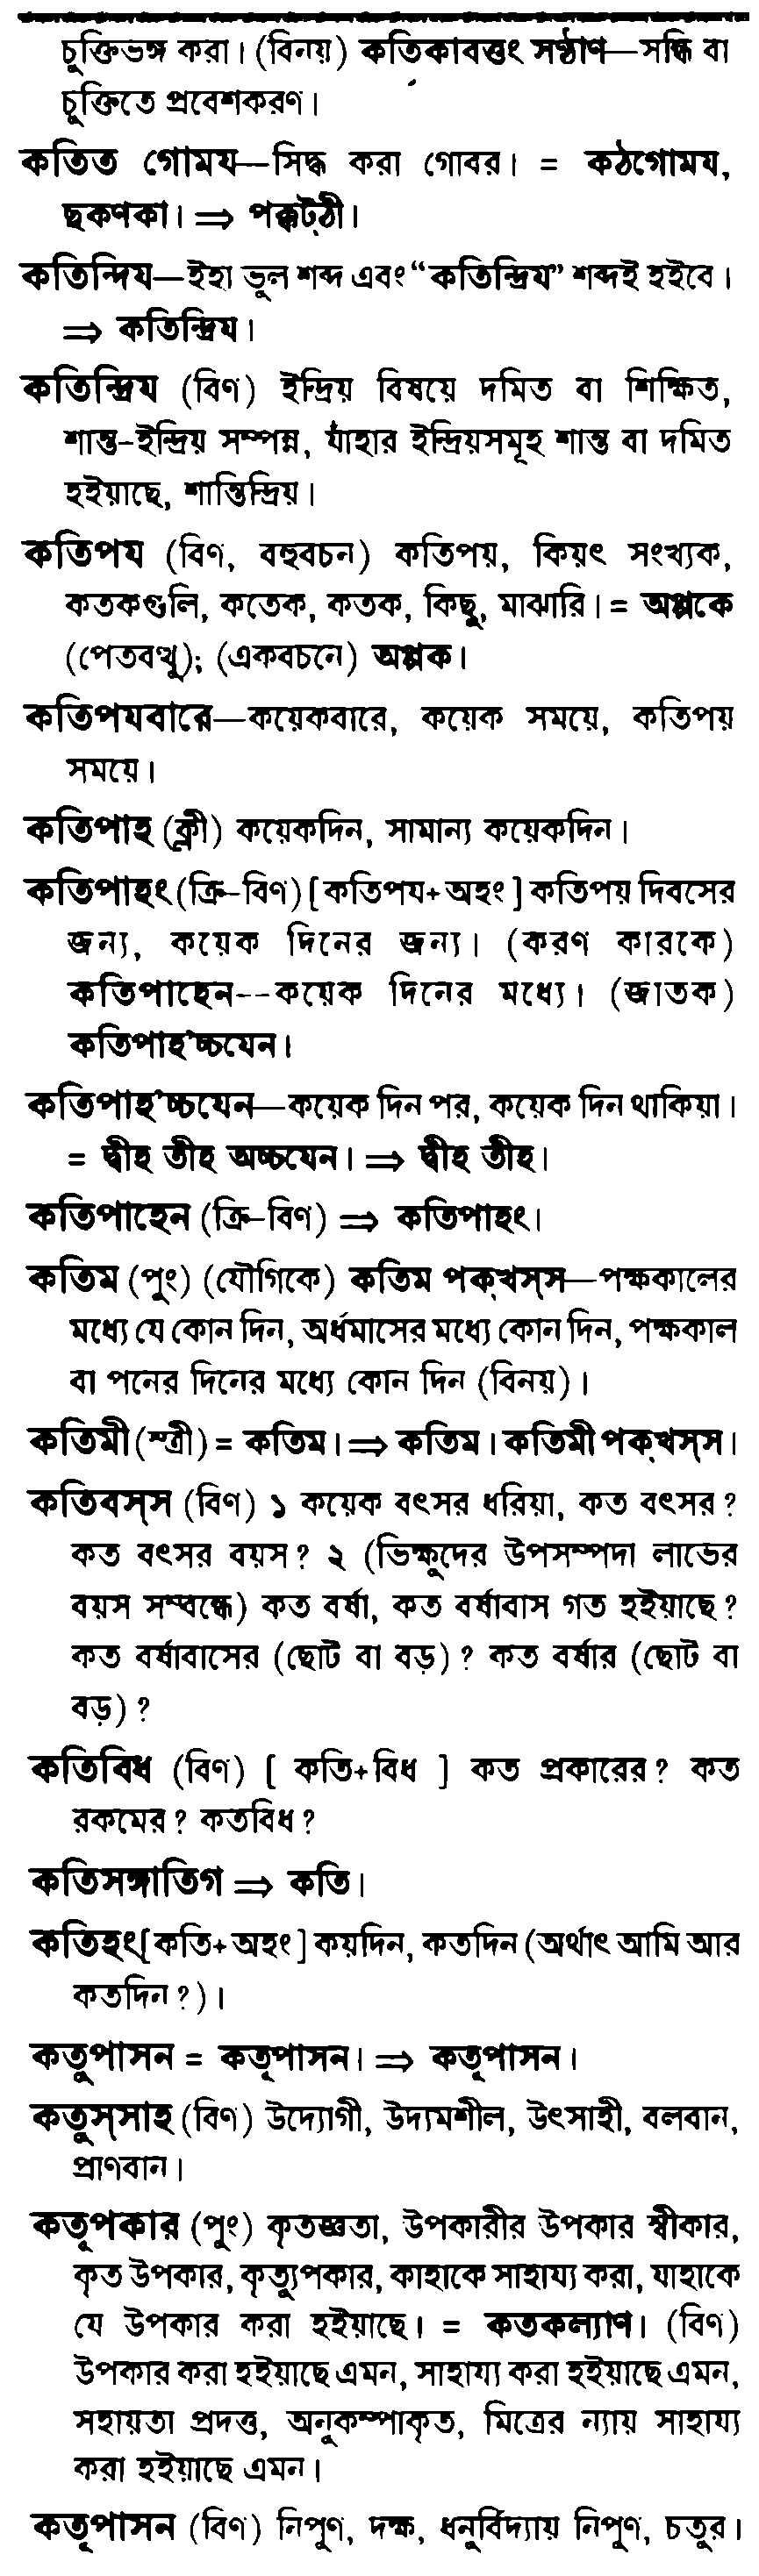 চুক্তিভঙ্গ করা। (বিনয়) কতিকাবত্তং সণ্ঠাণ—সন্ধি বা
চুক্তিতে প্রবেশকরণ।
কতিত গোময—সিদ্ধ করা গোবর। = কঠগোময,
ছকণকা। ⇒ পক্কট্ঠী।
কতিন্দিয—ইহা ভুল শব্দ এবং “কতিন্দ্রিয” শব্দই হইবে।
⇒ কতিন্দ্রিয।
কতিন্দ্রিয (বিণ) ইন্দ্রিয় বিষয়ে দমিত বা শিক্ষিত,
শান্ত-ইন্দ্রিয় সম্পন্ন, যাঁহার ইন্দ্রিয়সমূহ শান্ত বা দমিত
হইয়াছে, শান্তিন্দ্রিয়।
কতিপয (বিণ, বহুবচন) কতিপয়, কিয়ৎ সংখ্যক,
কতকগুলি, কতেক, কতক, কিছু, মাঝারি। = অপ্পকে
(পেতবত্থু); (একবচনে) অপ্পক।
কতিপযবারে—কয়েকবারে, কয়েক সময়ে, কতিপয়
সময়ে।
কতিপাহ (ক্লী) কয়েকদিন, সামান্য কয়েকদিন।
কতিপাহং (ক্রি-বিণ) [কতিপয+অহং] কতিপয় দিবসের
জন্য, কয়েক দিনের জন্য। (করণ কারকে)
কতিপাহেন--কয়েক দিনের মধ্যে। (জাতক)
কতিপাহ'চ্চযেন।
কতিপাহ'চ্চযেন—কয়েক দিন পর, কয়েক দিন থাকিয়া।
= দ্বীহ তীহ অচ্চযেন। ⇒ দ্বীহ তীহ।
কতিপাহেন (ক্রি-বিণ) ⇒ কতিপাহং।
কতিম (পুং) (যৌগিকে) কতিম পক্খস্স—পক্ষকালের
মধ্যে যে কোন দিন, অর্ধমাসের মধ্যে কোন দিন, পক্ষকাল
বা পনের দিনের মধ্যে কোন দিন (বিনয়)।
কতিমী (স্ত্রী) = কতিম। ⇒ কতিম। কতিমী পক্খস্স।
কতিবস্স (বিণ) ১ কয়েক বৎসর ধরিয়া, কত বৎসর?
কত বৎসর বয়স? ২ (ভিক্ষুদের উপসম্পদা লাভের
বয়স সম্বন্ধে) কত বর্ষা, কত বর্ষাবাস গত হইয়াছে?
কত বর্ষাবাসের (ছোট বা বড়)? কত বর্ষার (ছোট বা
বড়)?
কতিবিধ (বিণ) [ কতি+বিধ ] কত প্রকারের? কত
রকমের? কতবিধ?
কতিসঙ্গাতিগ ⇒ কতি।
কতিহং [কতি+অহং] কয়দিন, কতদিন (অর্থাৎ আমি আর
কতদিন?)।
কতুপাসন = কতূপাসন। ⇒ কতূপাসন।
কতুস্সাহ (বিণ) উদ্যোগী, উদ্যমশীল, উৎসাহী, বলবান,
প্রাণবান।
কতূপকার (পুং) কৃতজ্ঞতা, উপকারীর উপকার স্বীকার,
কৃত উপকার, কৃত্যুপকার, কাহাকে সাহায্য করা, যাহাকে
যে উপকার করা হইয়াছে। = কতকল্যাণ। (বিণ)
উপকার করা হইয়াছে এমন, সাহায্য করা হইয়াছে এমন,
সহায়তা প্রদত্ত, অনুকম্পাকৃত, মিত্রের ন্যায় সাহায্য
করা হইয়াছে এমন।
কতূপাসন (বিণ) নিপুণ, দক্ষ, ধনুর্বিদ্যায় নিপুণ, চতুর।